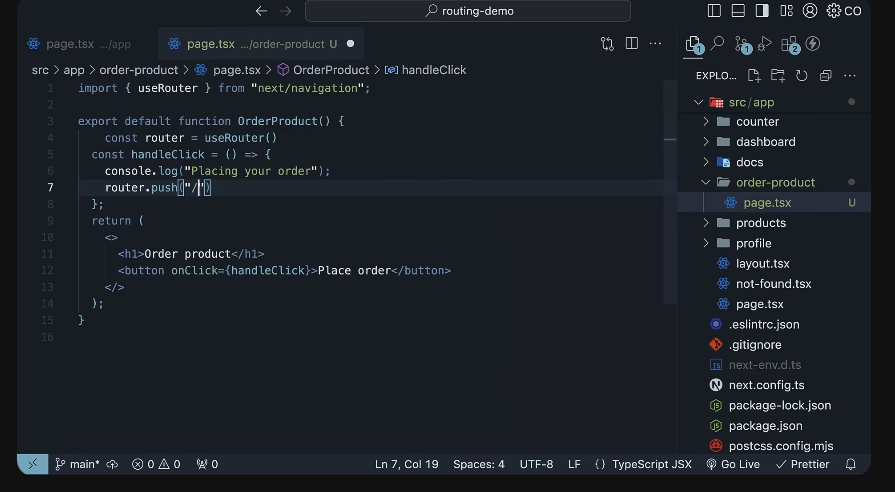 routing-demo
CO
page.tsx .../app
page.tsx .../order-product U
src > app > order-product > page.tsx > OrderProduct > handleClick
1 import { useRouter } from "next/navigation";
2
3 export default function OrderProduct() {
4 const router = useRouter()
5 const handleClick = () => {
6 console.log("Placing your order");
7 router.push("/")
8 };
9 return (
10 <>
11 <h1>Order product</h1>
12 <button onClick={handleClick}>Place order</button>
13 </>
14 );
15 }
16
1 1 2
EXPLO...
src/app
counter
dashboard
docs
order-product
page.tsx U
products
profile
layout.tsx
not-found.tsx
page.tsx
.eslintrc.json
.gitignore
next-env.d.ts
next.config.ts
package-lock.json
package.json
postcss.config.mjs
main* 0 0 0 Ln 7, Col 19 Spaces: 4 UTF-8 LF {} TypeScript JSX Go Live Prettier